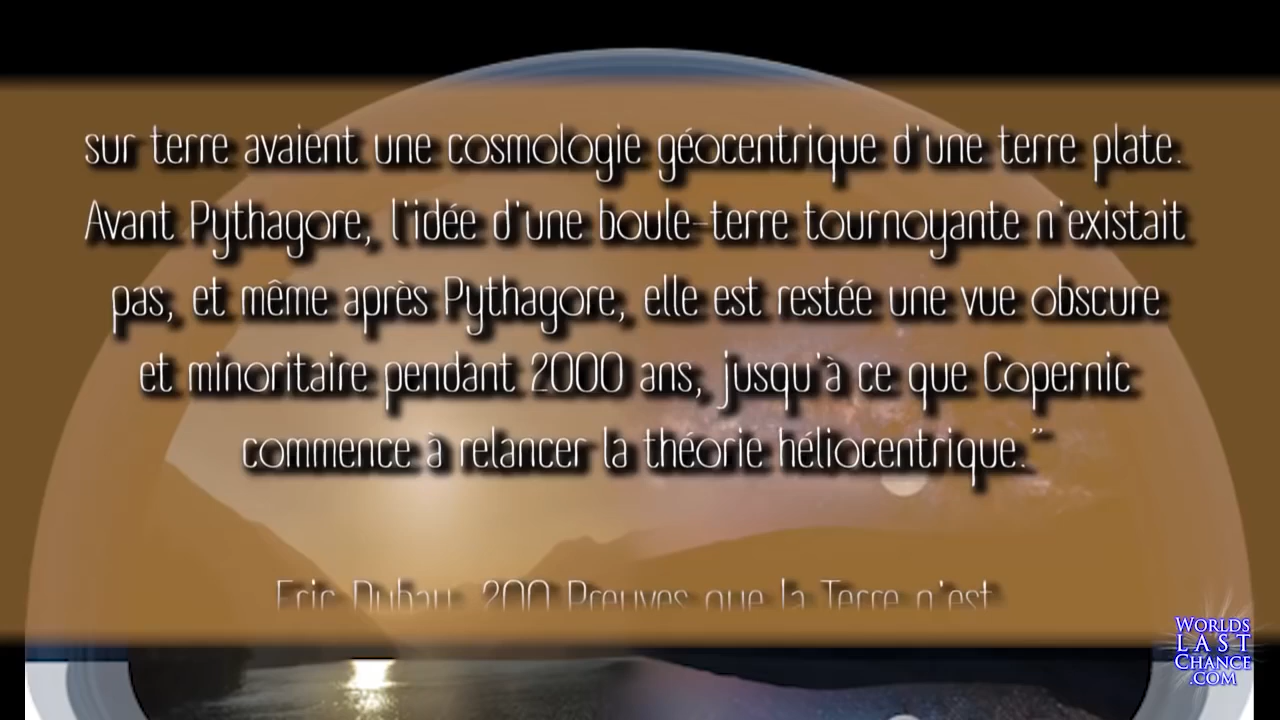 sur terre avaient une cosmologie géocentrique d'une terre plate.
Avant Pythagore, l'idée d'une boule-terre tournoyante n'existait
pas, et même après Pythagore, elle est restée une vue obscure
et minoritaire pendant 2000 ans, jusqu'à ce que Copernic
commence à relancer la théorie héliocentrique.”
Eric Dubay, 200 Preuves que la Terre n'est
WORLDS
LAST
CHANCE
.COM